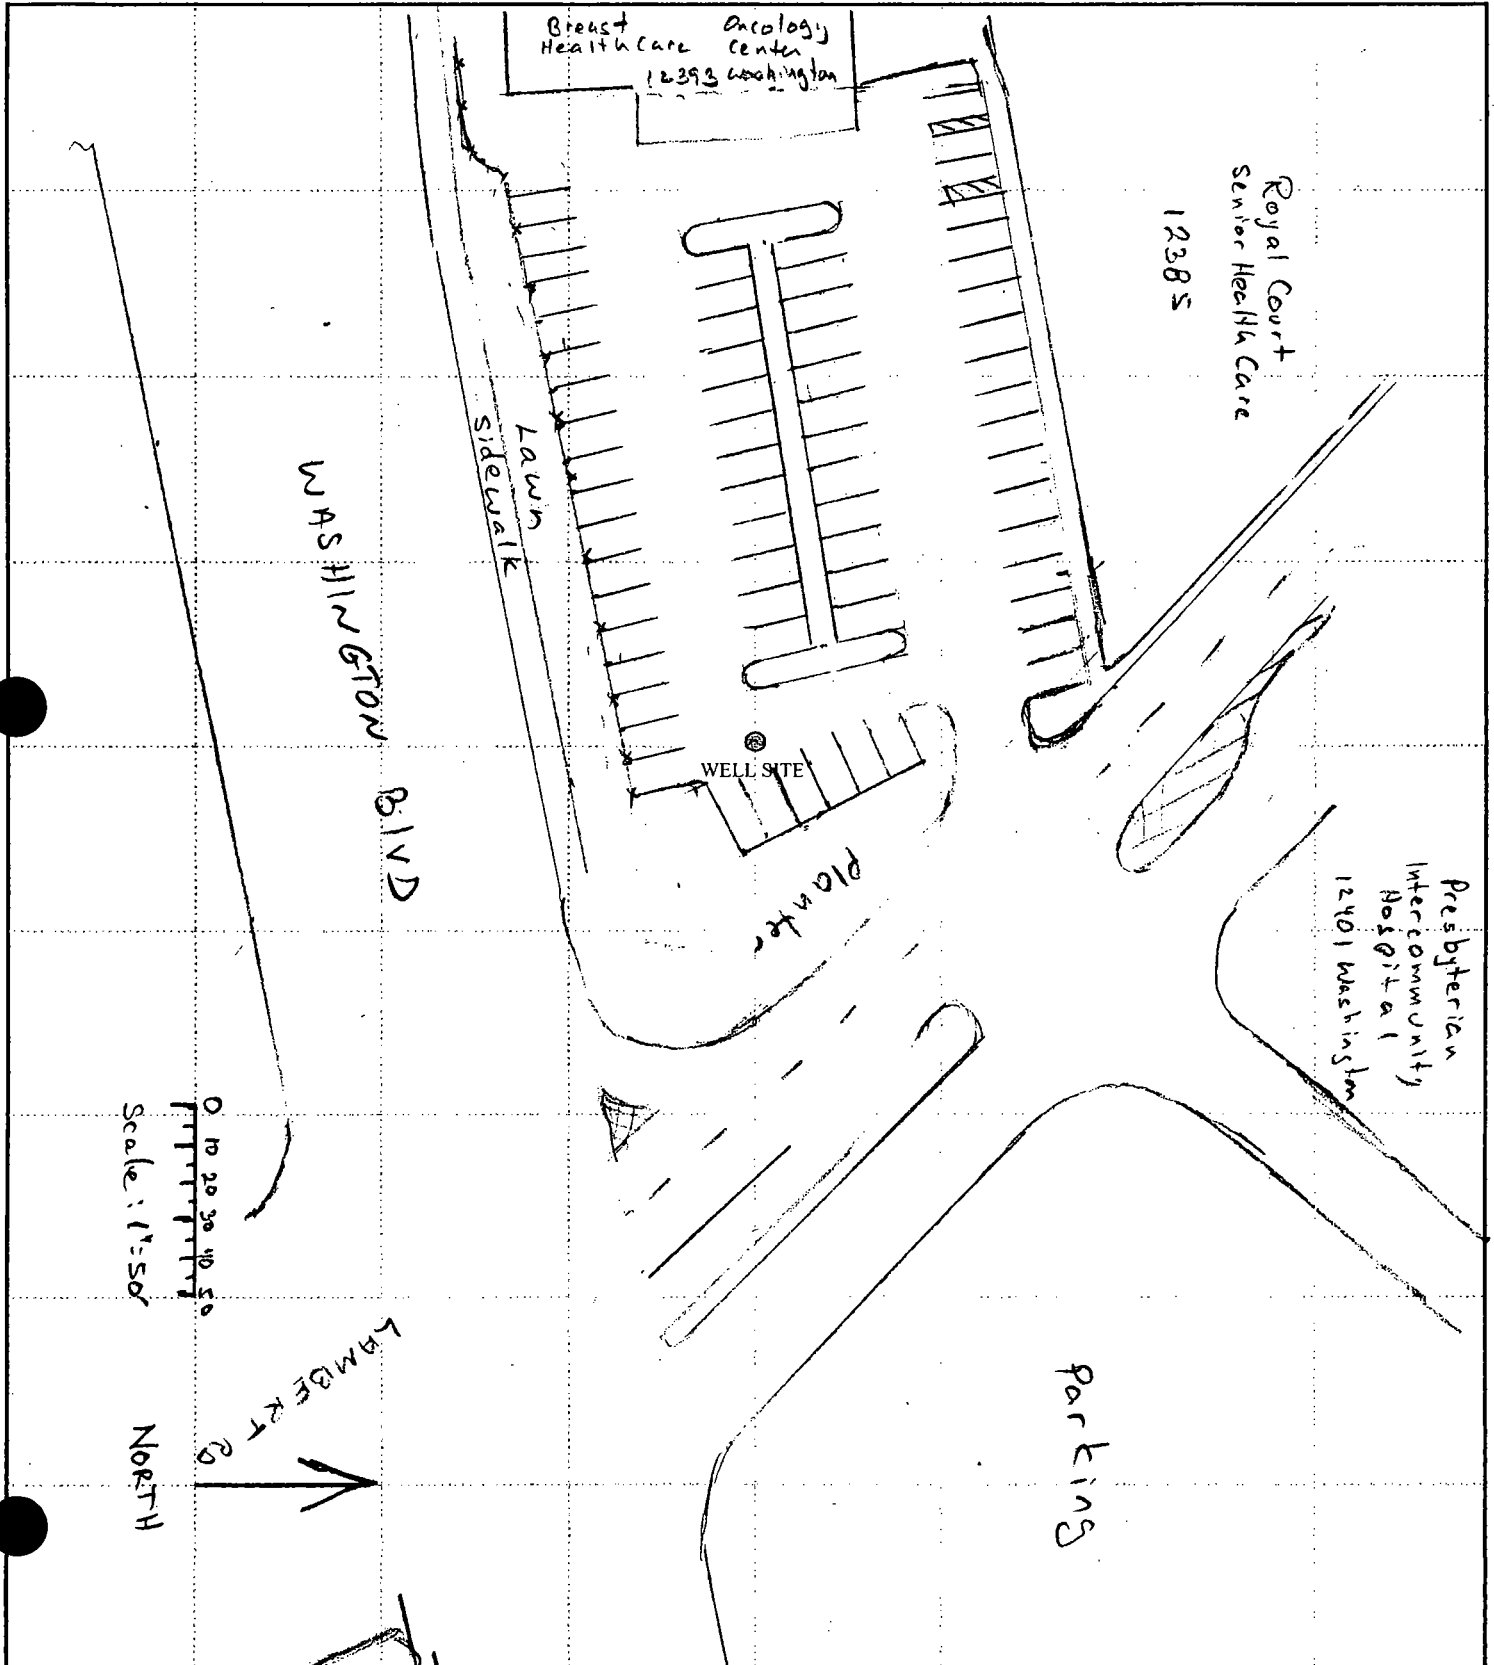 Breast Oncology
Health Care Center
12393 Washington
Royal Court
Senior Health Care
12385
Lawn
Sidewalk
WASHINGTON BlVD
WELL SITE
Planter
Presbyterian
Intercommunity
Hospital
12401 Washington
0 10 20 30 40 50
Scale: 1"=50'
LAMBERT RD
NORTH
Parking